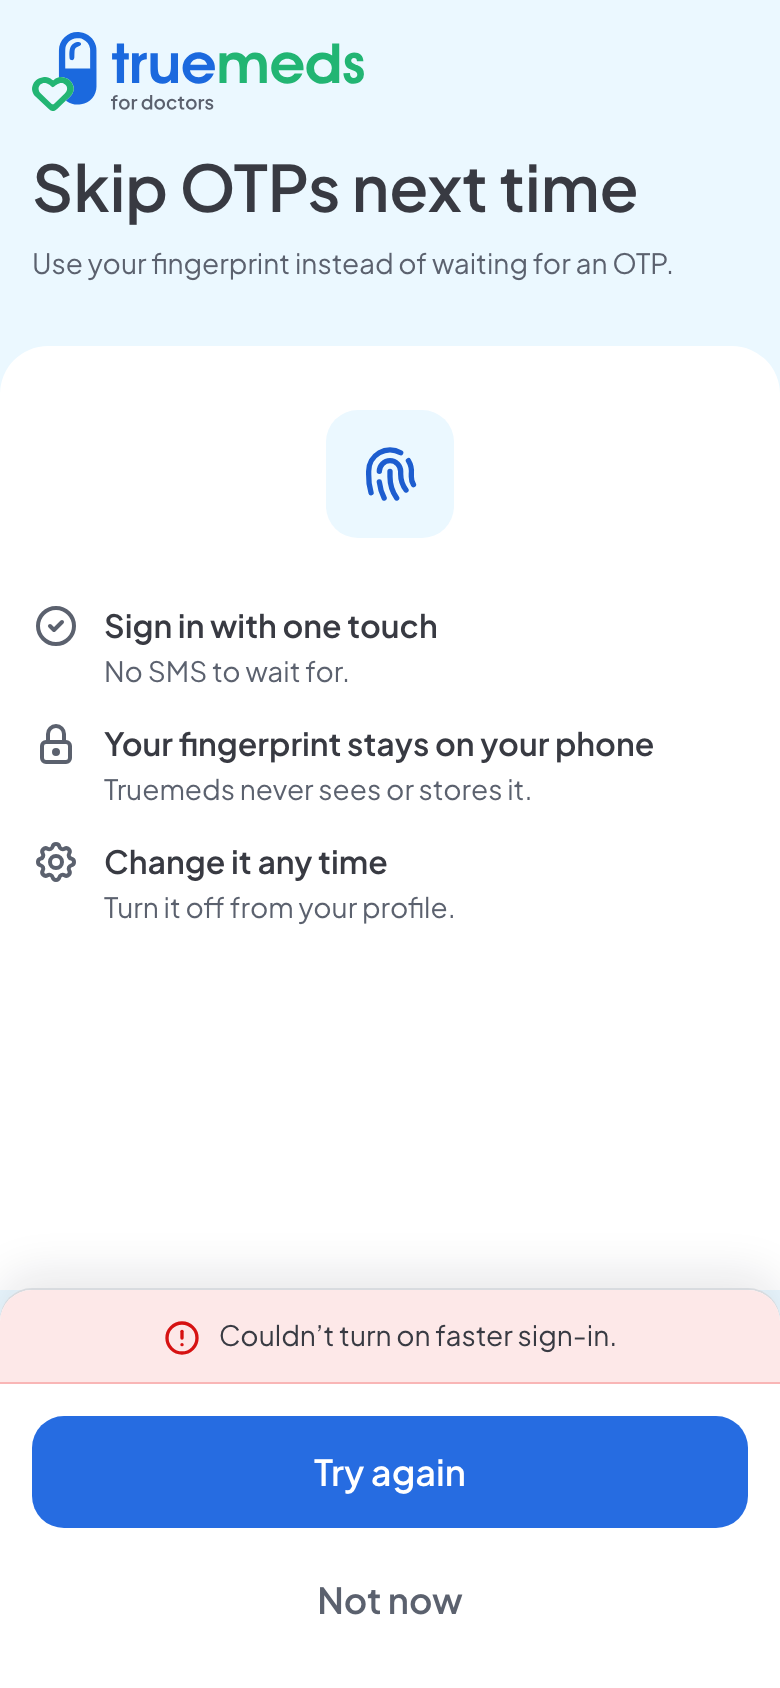 truemeds
for doctors
Skip OTPs next time
Use your fingerprint instead of waiting for an OTP.
Sign in with one touch
No SMS to wait for.
Your fingerprint stays on your phone
Truemeds never sees or stores it.
Change it any time
Turn it off from your profile.
Couldn’t turn on faster sign-in.
Try again
Not now